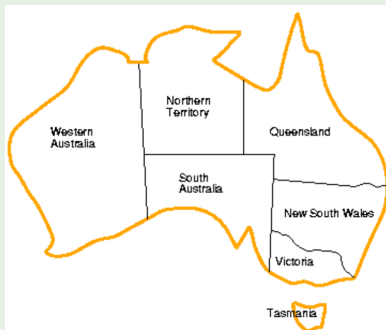 Northern
Territory
Western
Australia
Queensland
South
Australia
New South Wales
Victoria
Tasmania